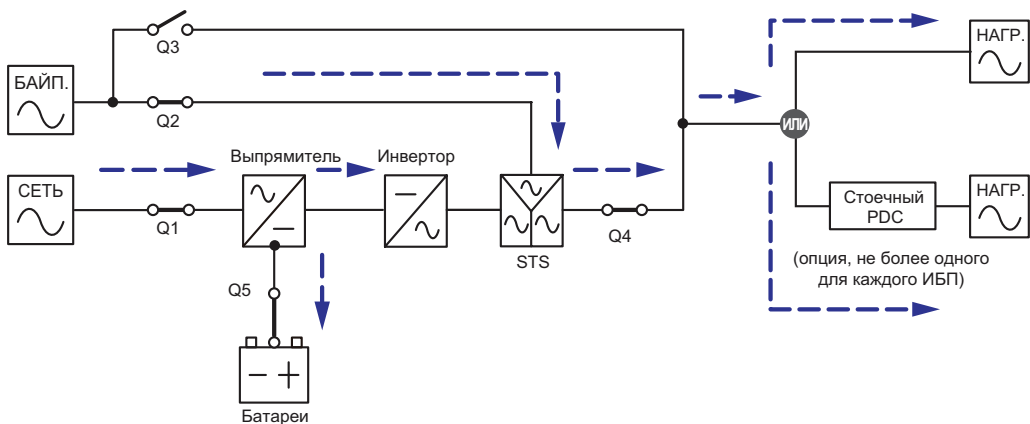 Q3
НАГР.
БАЙП.
Q2
ИЛИ
Выпрямитель
Инвертор
СЕТЬ
Q1
STS
Q4
Стоечный
PDC
НАГР.
(опция, не более одного
для каждого ИБП)
Q5
Батареи